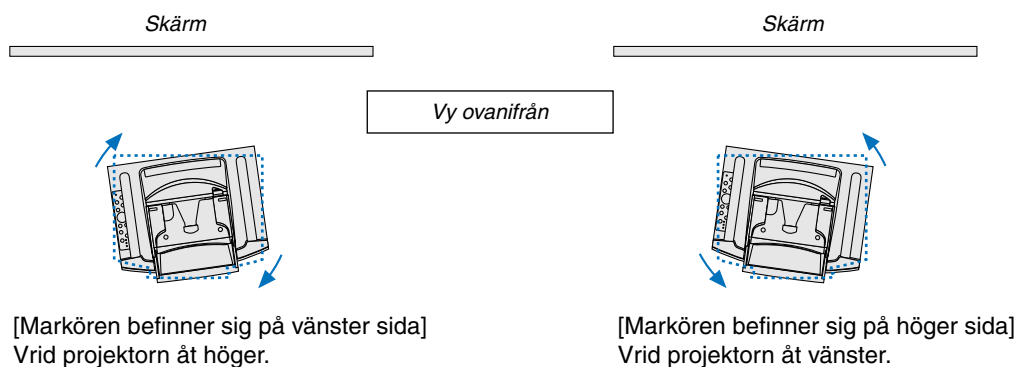 Skärm
Skärm
Vy ovanifrån
[Markören befinner sig på vänster sida]
Vrid projektorn åt höger.
[Markören befinner sig på höger sida]
Vrid projektorn åt vänster.